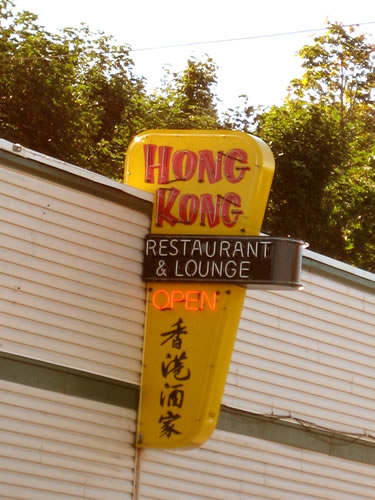 HONG
KONG
RESTAURANT
& LOUNGE
OPEN
香港酒家